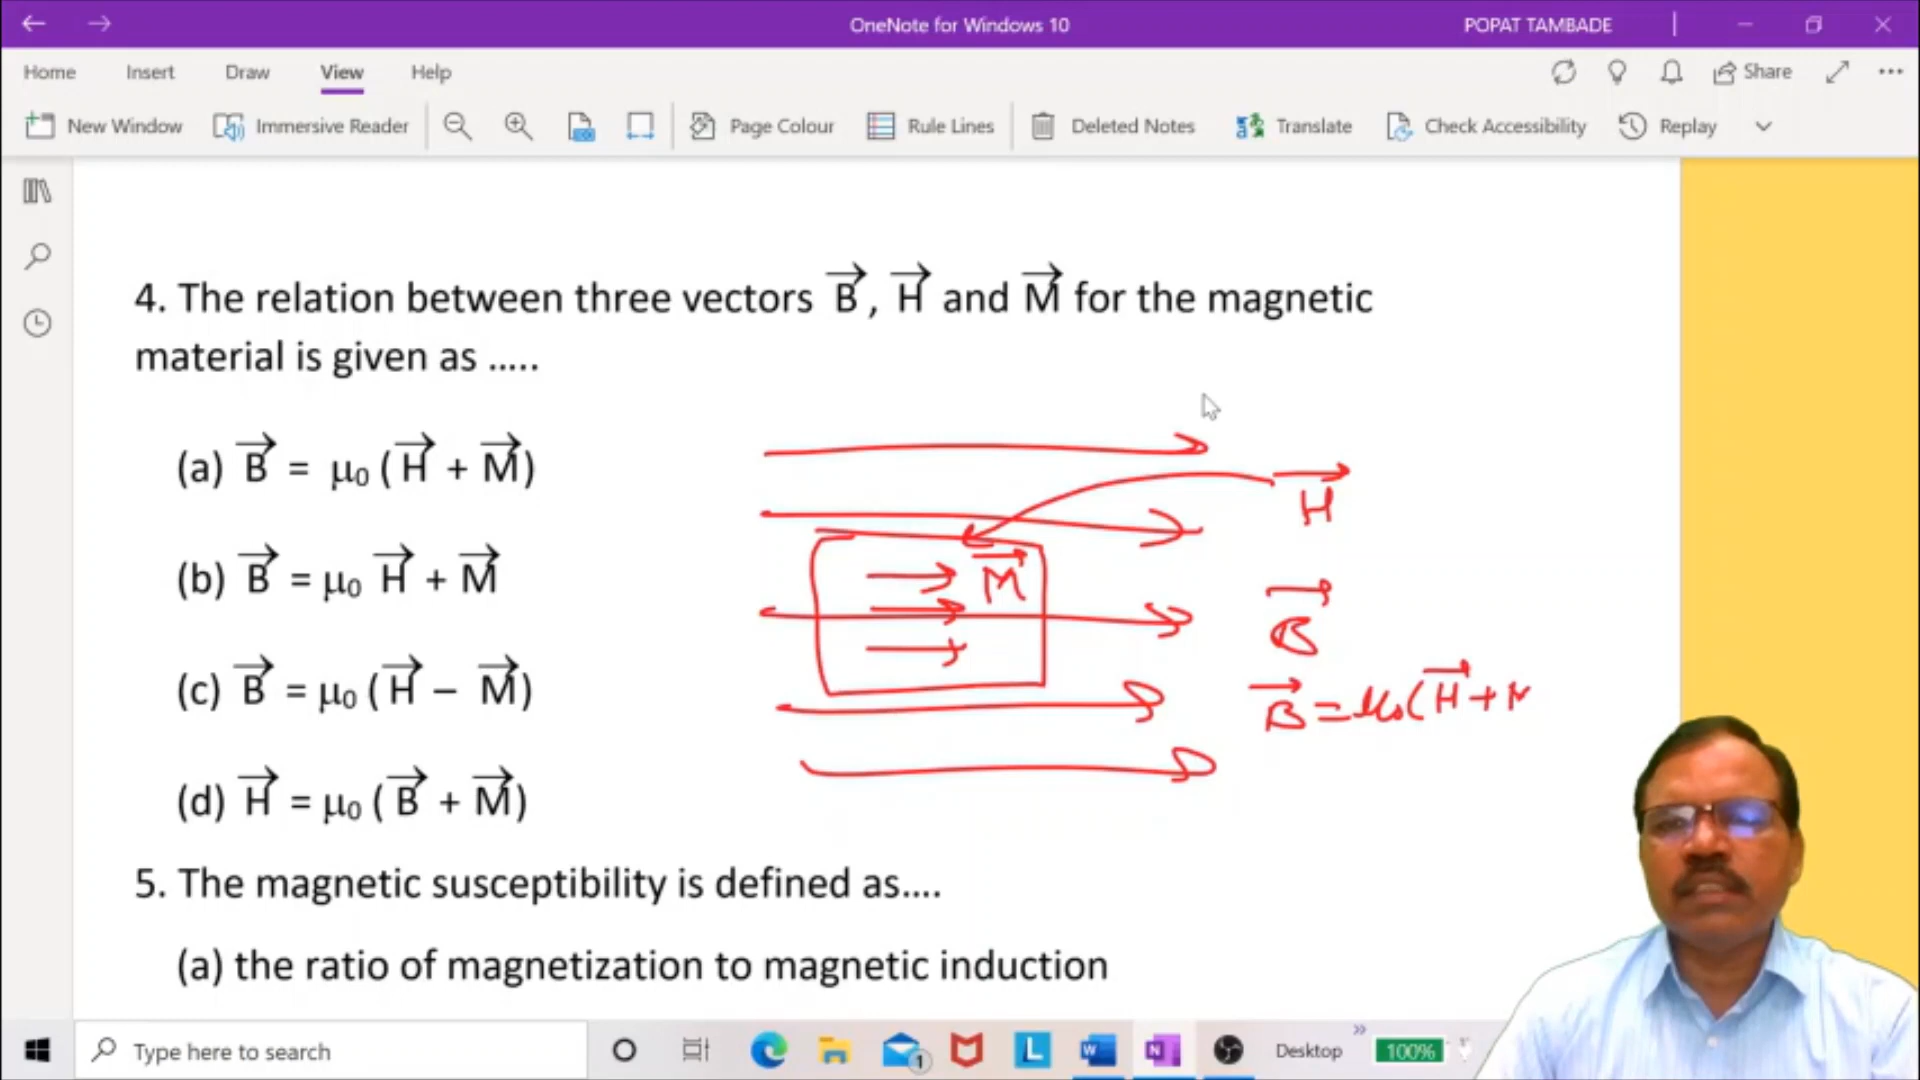 OneNote for Windows 10
POPAT TAMBADE
Home Insert Draw View Help
Share
New Window Immersive Reader Page Colour Rule Lines Deleted Notes Translate Check Accessibility Replay
4. The relation between three vectors B⃗, H⃗ and M⃗ for the magnetic
material is given as .....
(a) B⃗ = μ₀ (H⃗ + M⃗)
H⃗
(b) B⃗ = μ₀ H⃗ + M⃗
M⃗
B⃗
(c) B⃗ = μ₀ (H⃗ – M⃗)
B⃗ = μ₀(H⃗ + M
(d) H⃗ = μ₀ (B⃗ + M⃗)
5. The magnetic susceptibility is defined as....
(a) the ratio of magnetization to magnetic induction
Type here to search
1
L
W
N
Desktop
100%